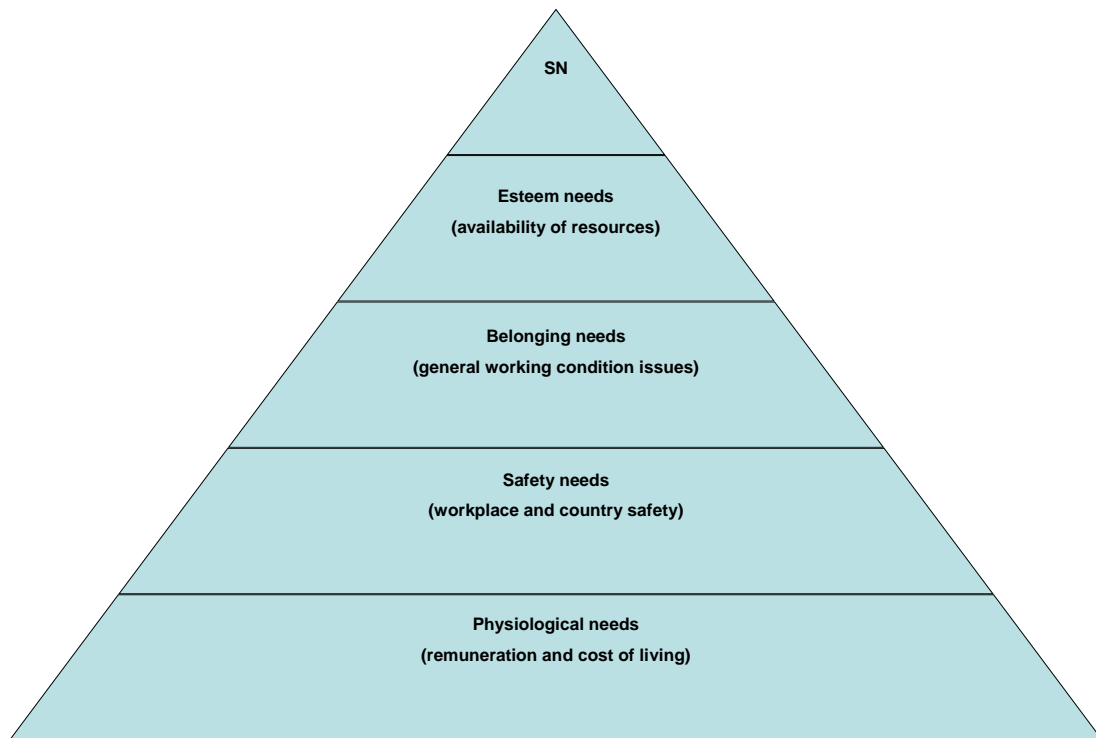 SN
Esteem needs
(availability of resources)
Belonging needs
(general working condition issues)
Safety needs
(workplace and country safety)
Physiological needs
(remuneration and cost of living)